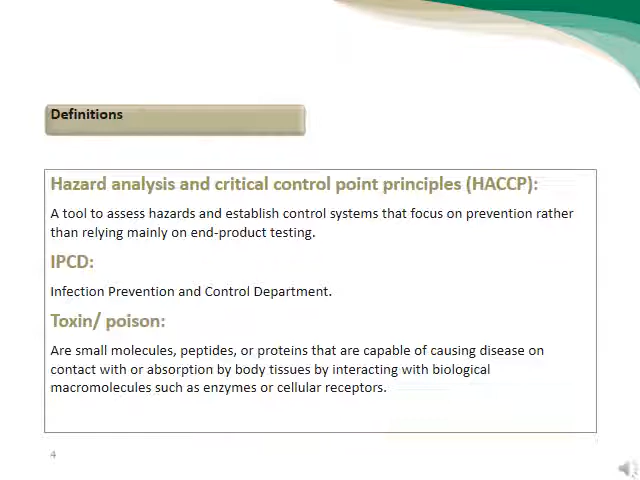 Definitions
Hazard analysis and critical control point principles (HACCP):
A tool to assess hazards and establish control systems that focus on prevention rather
than relying mainly on end-product testing.
IPCD:
Infection Prevention and Control Department.
Toxin/ poison:
Are small molecules, peptides, or proteins that are capable of causing disease on
contact with or absorption by body tissues by interacting with biological
macromolecules such as enzymes or cellular receptors.
4